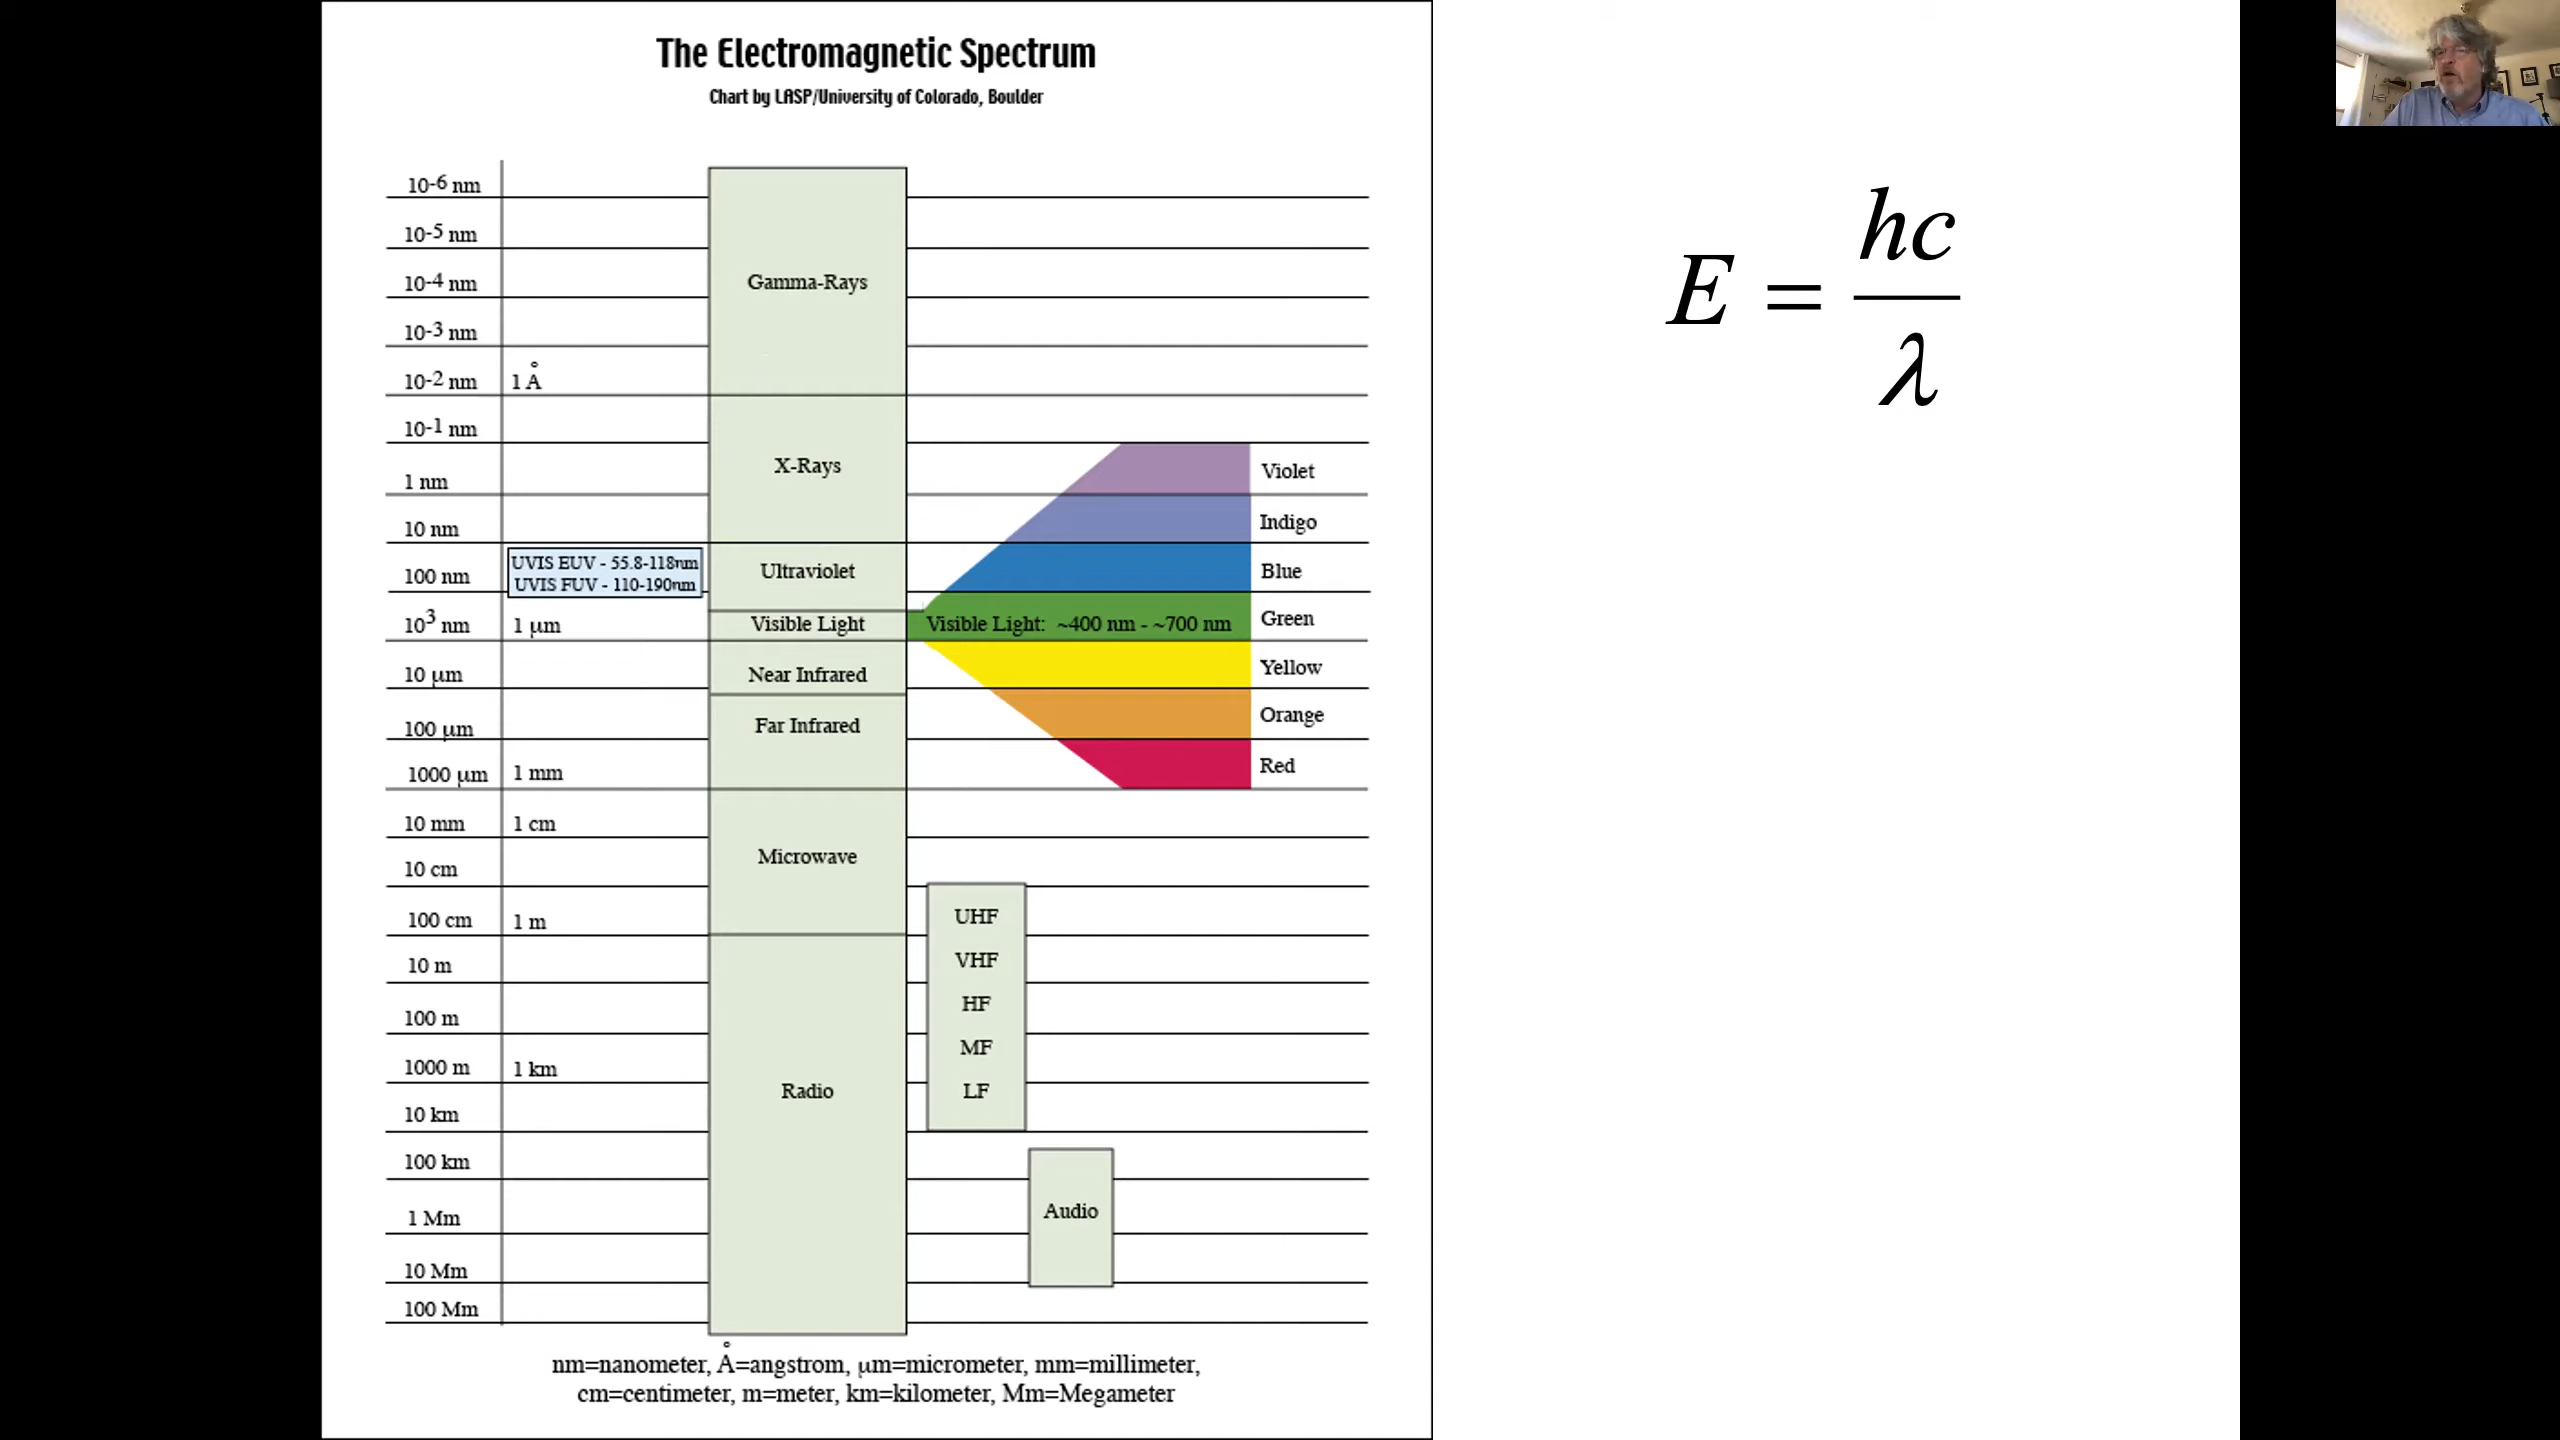 The Electromagnetic Spectrum
Chart by LASP/University of Colorado, Boulder
10-6 nm
10-5 nm
10-4 nm
Gamma-Rays
10-3 nm
10-2 nm 1 Å
10-1 nm
X-Rays
Violet
1 nm
Indigo
10 nm
UVIS EUV - 55.8-118nm
UVIS FUV - 110-190nm
Ultraviolet
Blue
100 nm
10³ nm 1 μm
Visible Light
Visible Light: ~400 nm - ~700 nm
Green
10 μm
Near Infrared
Yellow
100 μm
Far Infrared
Orange
1000 μm 1 mm
Red
10 mm 1 cm
Microwave
10 cm
100 cm 1 m
UHF
10 m
VHF
100 m
HF
1000 m 1 km
MF
Radio
LF
10 km
100 km
1 Mm
Audio
10 Mm
100 Mm
nm=nanometer, Å=angstrom, μm=micrometer, mm=millimeter,
cm=centimeter, m=meter, km=kilometer, Mm=Megameter
E = hc/λ